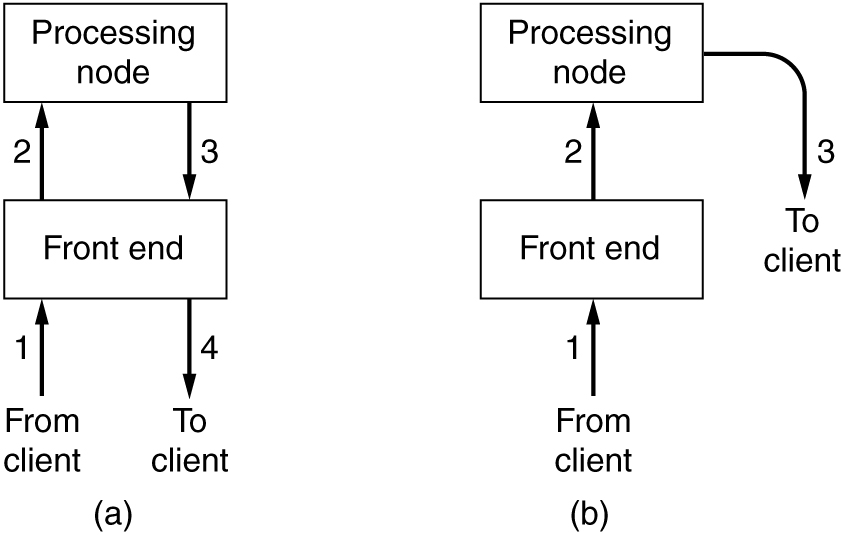 Processing
node
2
3
Front end
1
4
From
client
To
client
(a)
Processing
node
2
3
To
client
Front end
1
From
client
(b)